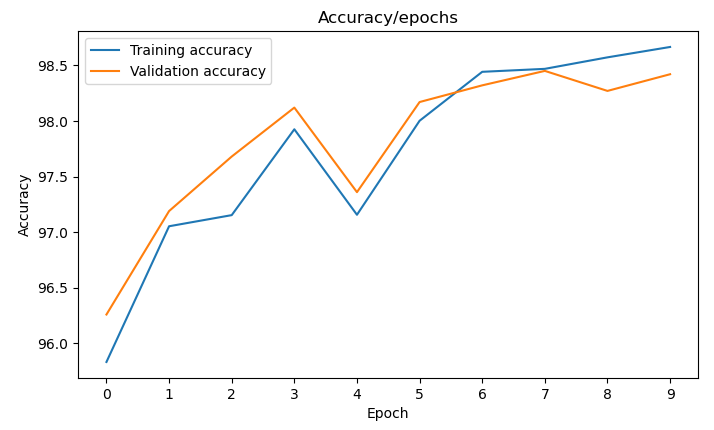 Accuracy/epochs
Training accuracy
Validation accuracy
98.5
98.0
97.5
97.0
96.5
96.0
Accuracy
0 1 2 3 4 5 6 7 8 9
Epoch